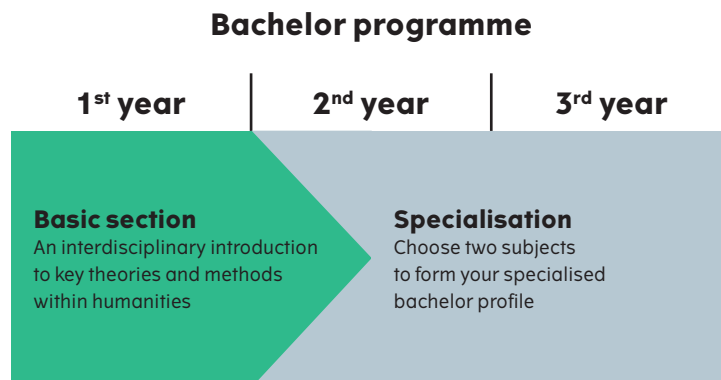 Bachelor programme
1st year
2nd year
3rd year
Basic section
An interdisciplinary introduction
to key theories and methods
within humanities
Specialisation
Choose two subjects
to form your specialised
bachelor profile